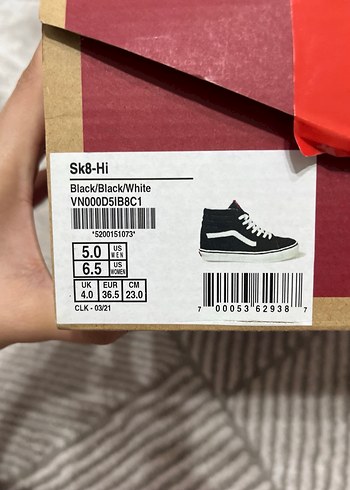 Sk8-Hi
Black/Black/White
VN000D5IB8C1
*5200151073*
5.0 US MEN
6.5 US WOMEN
UK EUR CM
4.0 36.5 23.0
CLK - 03/21
7 00053 62938 7